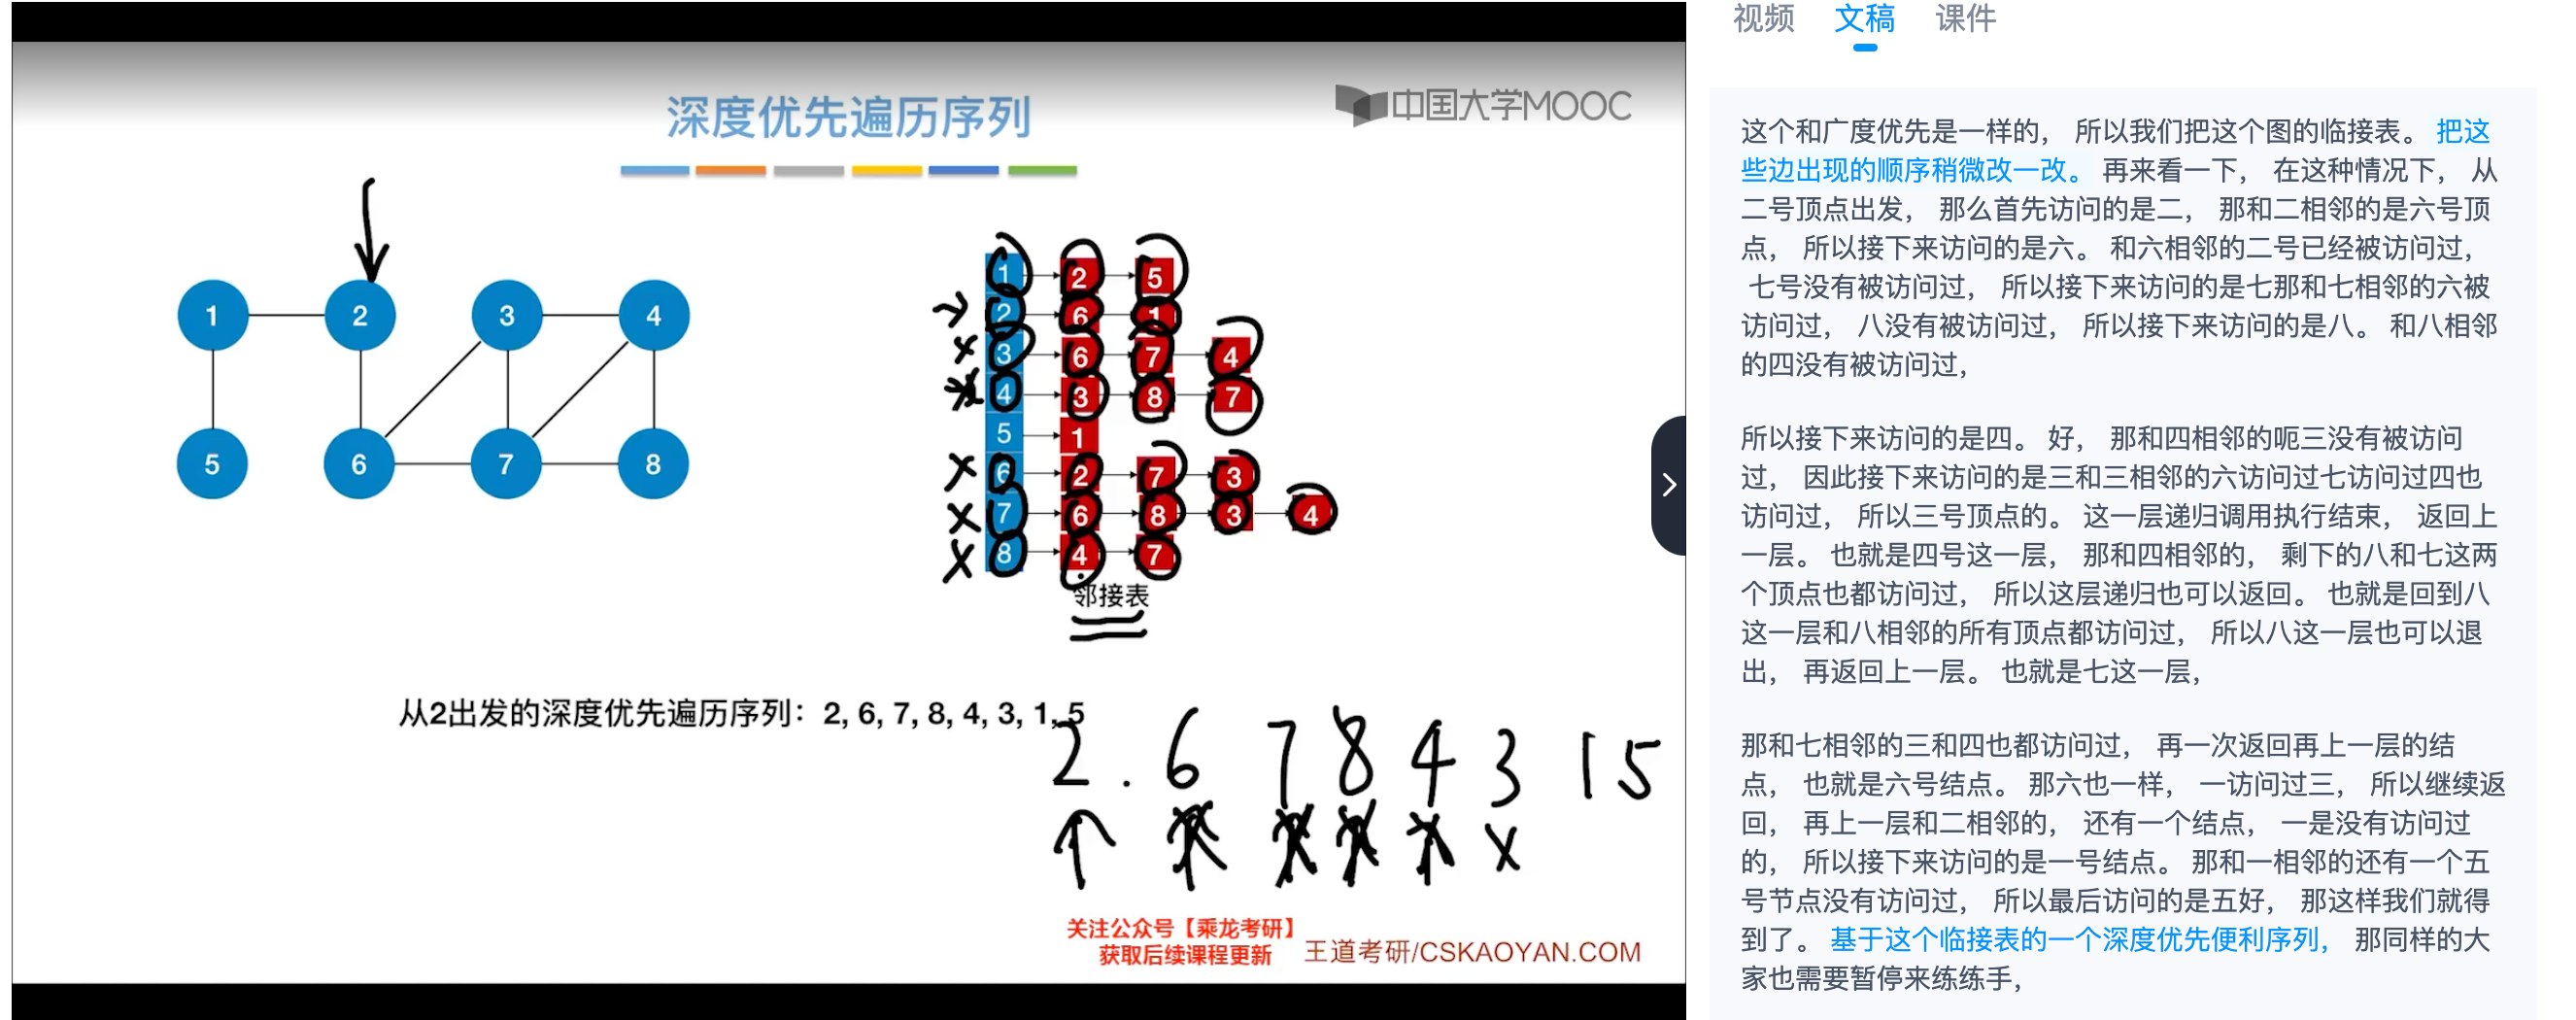 深度优先遍历序列
中国大学MOOC
1
2
3
4
5
6
7
8
1 2 5
2 6 1
3 6 7 4
4 3 8 7
5 1
6 2 7 3
7 6 8 3 4
8 4 7
邻接表
从2出发的深度优先遍历序列：2, 6, 7, 8, 4, 3, 1, 5
2 . 6 7 8 4 3 1 5
关注公众号【乘龙考研】
获取后续课程更新
王道考研/CSKAOYAN.COM
视频 文稿 课件
这个和广度优先是一样的， 所以我们把这个图的临接表。 把这
些边出现的顺序稍微改一改。 再来看一下， 在这种情况下， 从
二号顶点出发， 那么首先访问的是二， 那和二相邻的是六号顶
点， 所以接下来访问的是六。 和六相邻的二号已经被访问过，
七号没有被访问过， 所以接下来访问的是七那和七相邻的六被
访问过， 八没有被访问过， 所以接下来访问的是八。 和八相邻
的四没有被访问过，
所以接下来访问的是四。 好， 那和四相邻的呃三没有被访问
过， 因此接下来访问的是三和三相邻的六访问过七访问过四也
访问过， 所以三号顶点的。 这一层递归调用执行结束， 返回上
一层。 也就是四号这一层， 那和四相邻的， 剩下的八和七这两
个顶点也都访问过， 所以这层递归也可以返回。 也就是回到八
这一层和八相邻的所有顶点都访问过， 所以八这一层也可以退
出， 再返回上一层。 也就是七这一层，
那和七相邻的三和四也都访问过， 再一次返回再上一层的结
点， 也就是六号结点。 那六也一样， 一访问过三， 所以继续返
回， 再上一层和二相邻的， 还有一个结点， 一是没有访问过
的， 所以接下来访问的是一号结点。 那和一相邻的还有一个五
号节点没有访问过， 所以最后访问的是五好， 那这样我们就得
到了。 基于这个临接表的一个深度优先便利序列， 那同样的大
家也需要暂停来练练手，